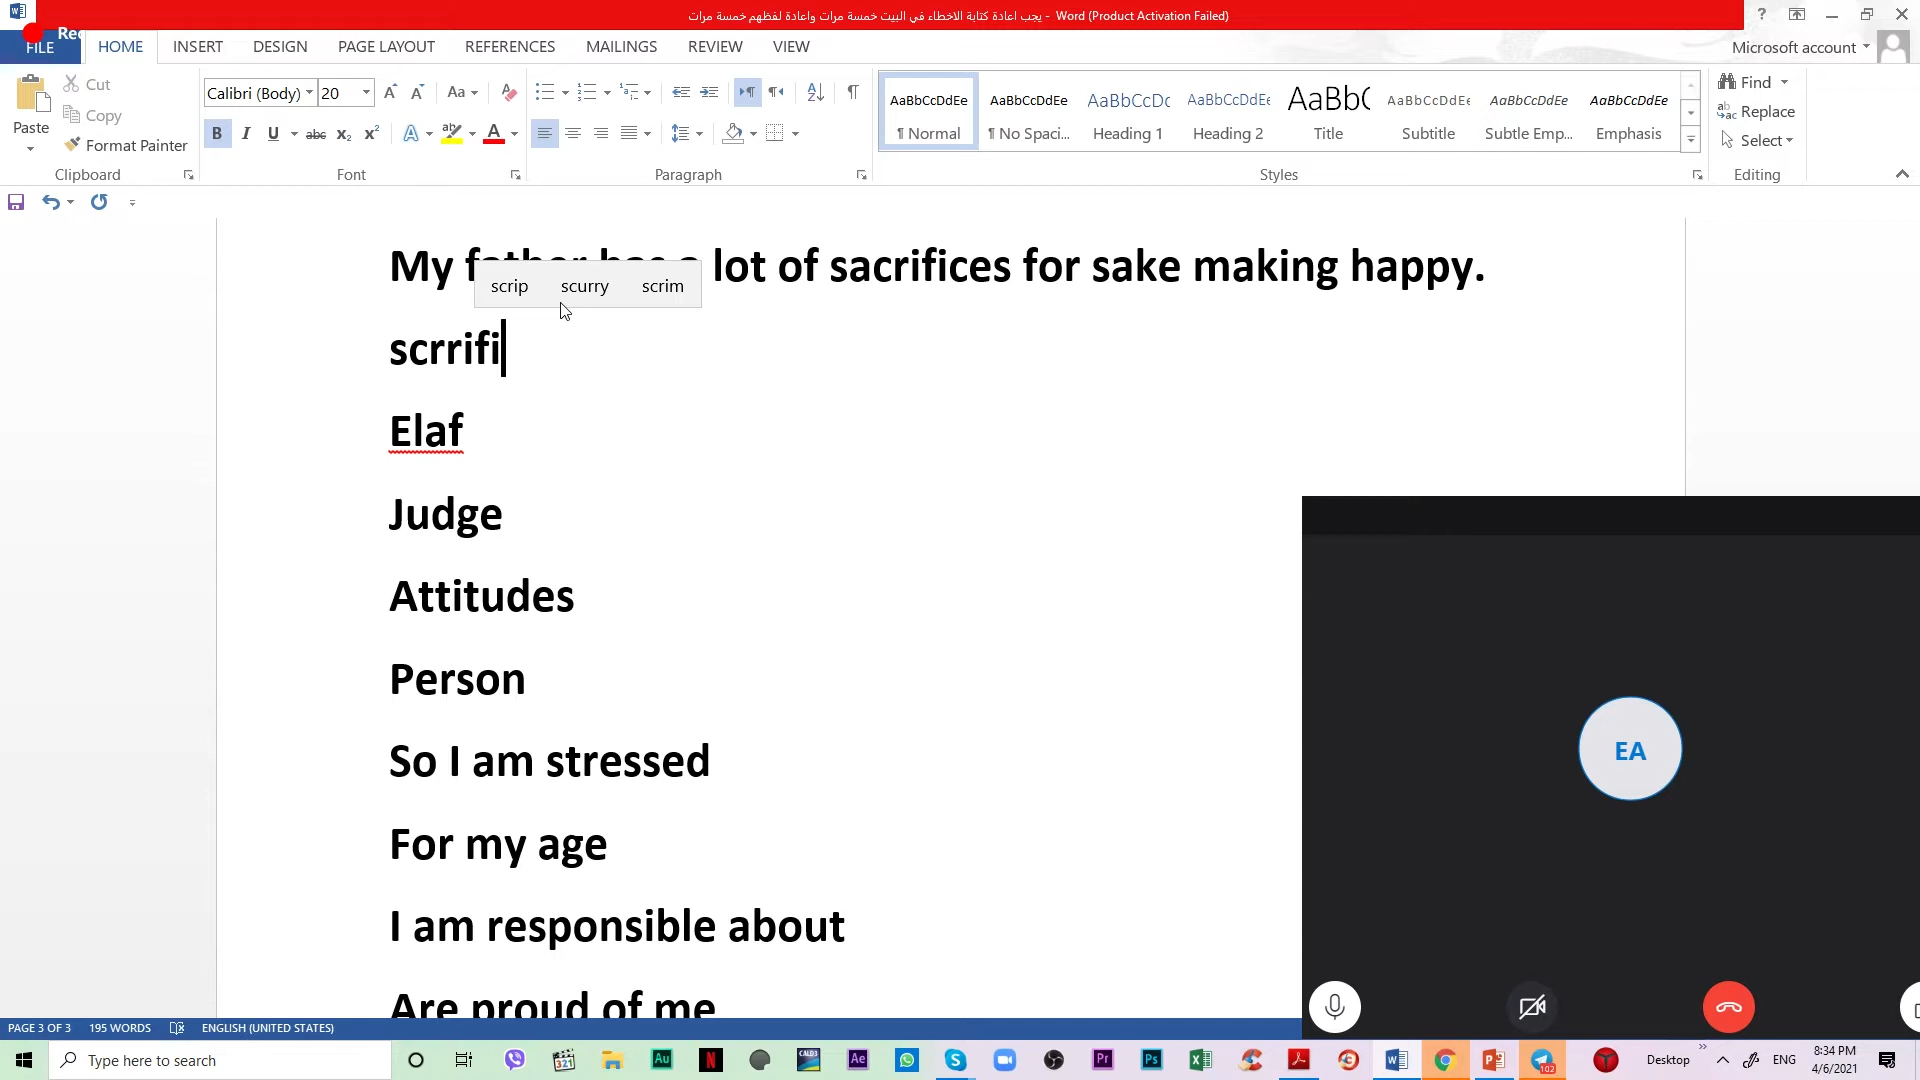 يجب اعادة كتابة الاخطاء في البيت خمسة مرات واعادة لفظهم خمسة مرات - Word (Product Activation Failed)
FILE HOME INSERT DESIGN PAGE LAYOUT REFERENCES MAILINGS REVIEW VIEW
Microsoft account
Paste
Cut
Copy
Format Painter
Clipboard
Calibri (Body) 20
Font
Paragraph
AaBbCcDdEe AaBbCcDdEe AaBbCcDc AaBbCcDdEe AaBb( AaBbCcDdEe AaBbCcDdEe AaBbCcDdEe
¶ Normal ¶ No Spaci... Heading 1 Heading 2 Title Subtitle Subtle Emp... Emphasis
Styles
Find
Replace
Select
Editing
My father has a lot of sacrifices for sake making happy.
scrip scurry scrim
scrrifi
Elaf
Judge
Attitudes
Person
So I am stressed
For my age
I am responsible about
Are proud of me
EA
PAGE 3 OF 3 195 WORDS ENGLISH (UNITED STATES)
Type here to search
Desktop
ENG
8:34 PM
4/6/2021